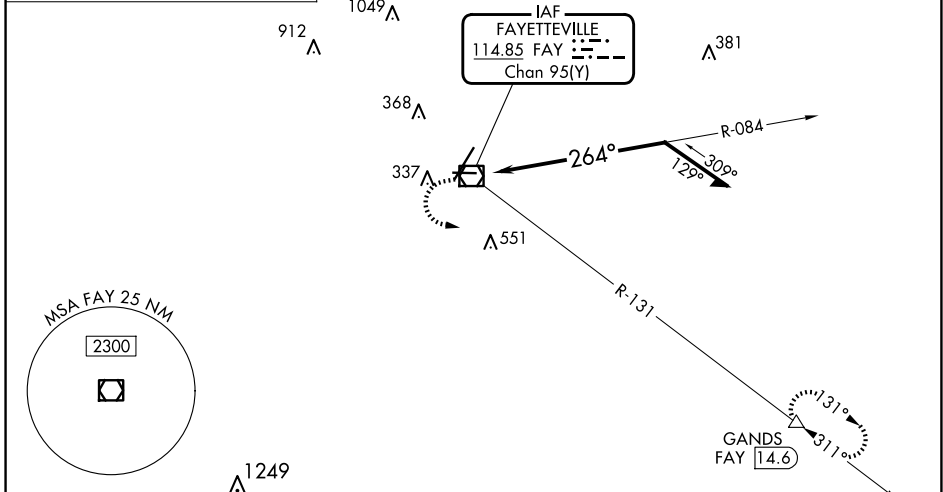 1049
912
IAF
FAYETTEVILLE
114.85 FAY
Chan 95(Y)
381
368
R-084
264°
309°
129°
337
551
R-131
MSA FAY 25 NM
2300
131°
311°
GANDS
FAY 14.6
1249